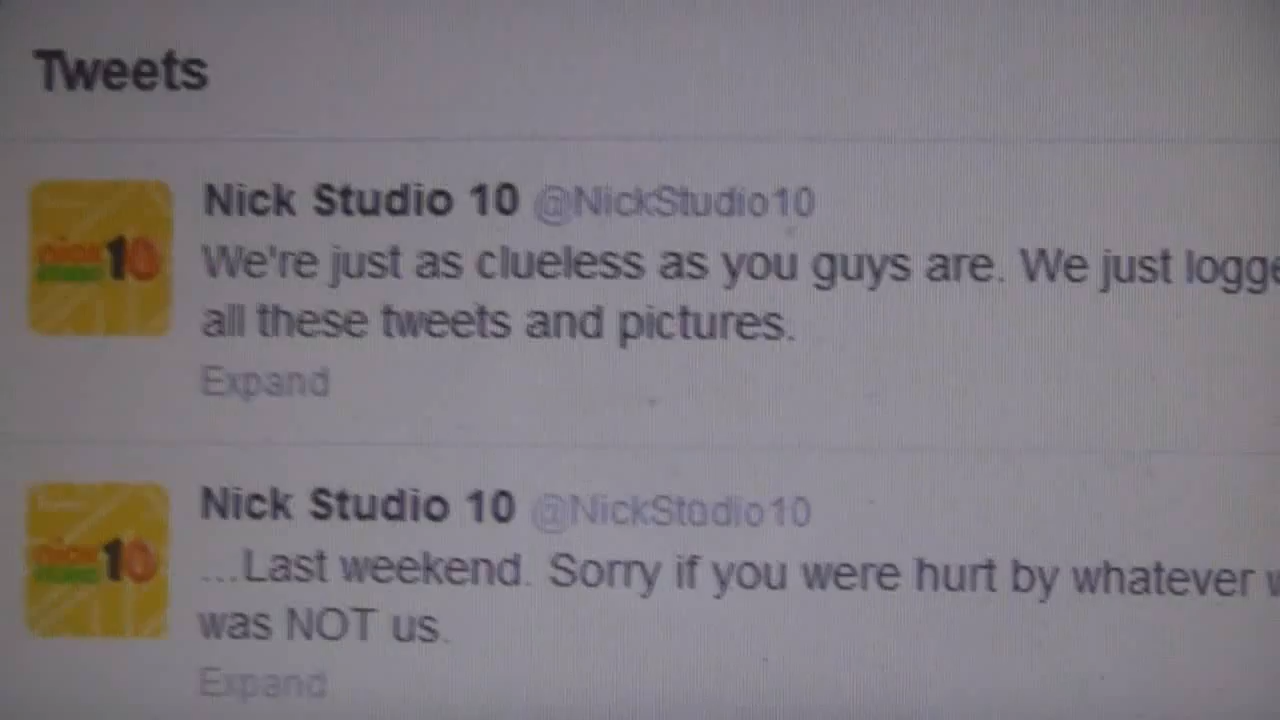 Tweets
Nick Studio 10 @NickStudio10
We're just as clueless as you guys are. We just logge
all these tweets and pictures.
Expand
Nick Studio 10 @NickStudio10
...Last weekend. Sorry if you were hurt by whatever
was NOT us.
Expand
10
10